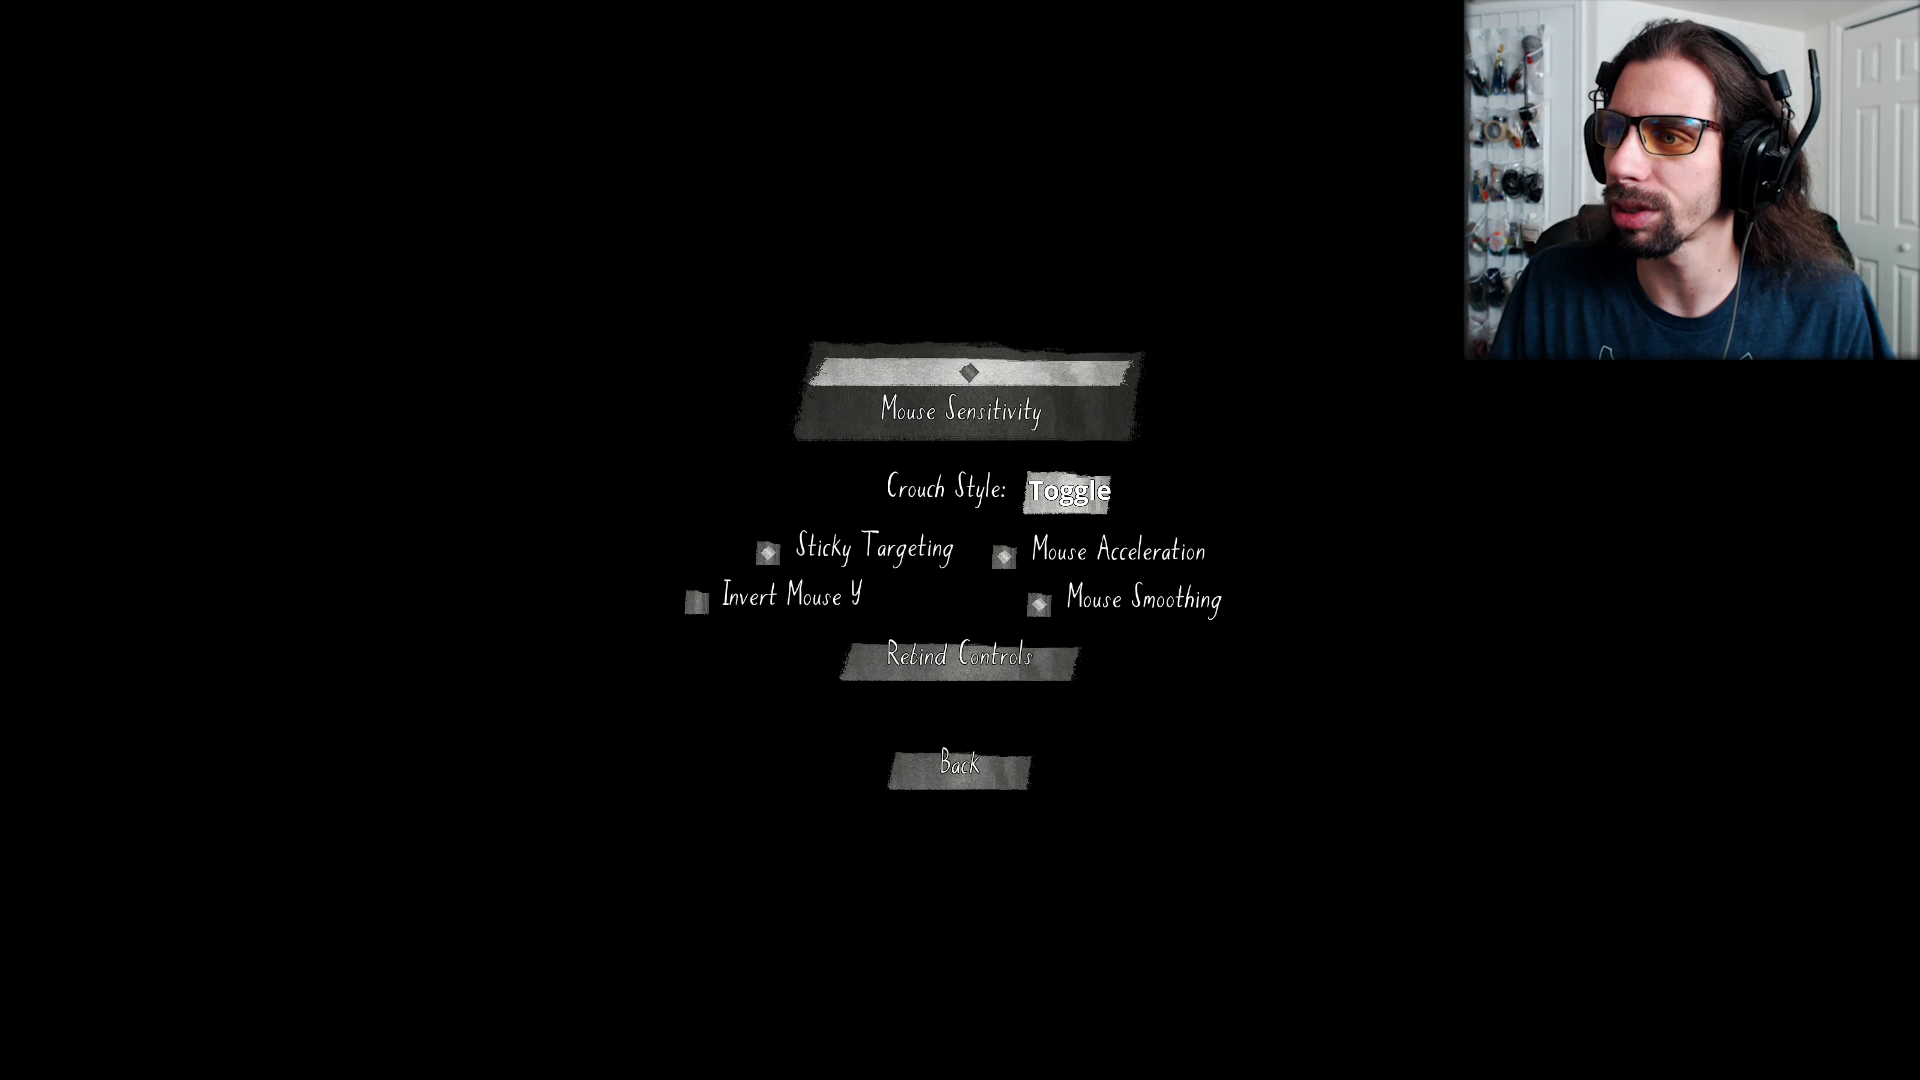 Mouse Sensitivity
Crouch Style: Toggle
Sticky Targeting
Mouse Acceleration
Invert Mouse Y
Mouse Smoothing
Rebind Controls
Back